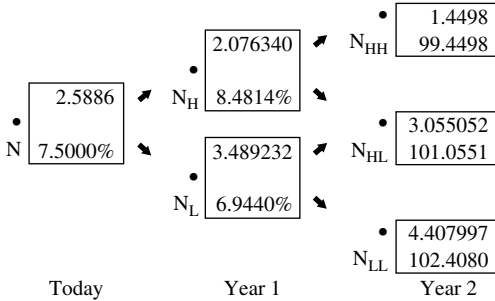 2.5886
7.5000%
N
Today
2.076340
8.4814%
N_H
3.489232
6.9440%
N_L
Year 1
1.4498
99.4498
N_HH
3.055052
101.0551
N_HL
4.407997
102.4080
N_LL
Year 2